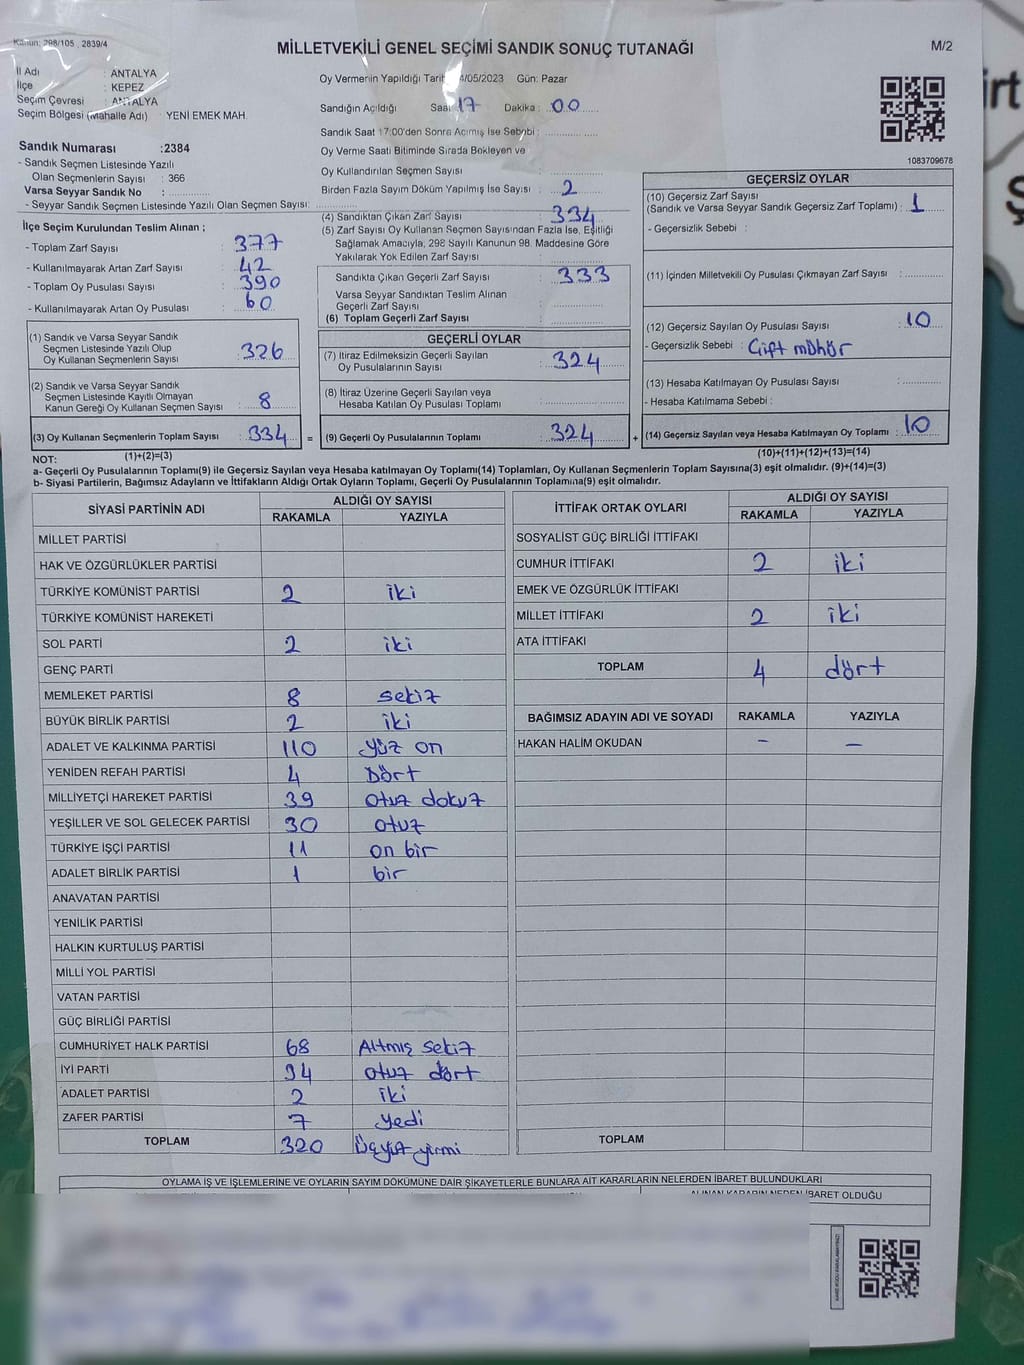 Kanun: 298/105 , 2839/4
MİLLETVEKİLİ GENEL SEÇİMİ SANDIK SONUÇ TUTANAĞI
M/2
İl Adı : ANTALYA
İlçe : KEPEZ
Seçim Çevresi : ANTALYA
Seçim Bölgesi (Mahalle Adı) YENİ EMEK MAH.
Sandık Numarası :2384
- Sandık Seçmen Listesinde Yazılı
Olan Seçmenlerin Sayısı : 366
Varsa Seyyar Sandık No :
- Seyyar Sandık Seçmen Listesinde Yazılı Olan Seçmen Sayısı:
Oy Vermenin Yapıldığı 4/05/2023 Gün: Pazar
Sandığın Açıldığı Saat 17 Dakika : 00
Sandık Saat 17:00'den Sonra Açılmış İse Sebebi :
Oy Verme Saati Bitiminde Sırada Bekleyen ve
Oy Kullandırılan Seçmen Sayısı :
Birden Fazla Sayım Döküm Yapılmış İse Sayısı : 2
1083709678
İlçe Seçim Kurulundan Teslim Alınan ;
- Toplam Zarf Sayısı : 377
- Kullanılmayarak Artan Zarf Sayısı : 42
- Toplam Oy Pusulası Sayısı : 390
- Kullanılmayarak Artan Oy Pusulası : 60
(1) Sandık ve Varsa Seyyar Sandık
Seçmen Listesinde Yazılı Olup
Oy Kullanan Seçmenlerin Sayısı : 326
(2) Sandık ve Varsa Seyyar Sandık
Seçmen Listesinde Kayıtlı Olmayan
Kanun Gereği Oy Kullanan Seçmen Sayısı : 8
(3) Oy Kullanan Seçmenlerin Toplam Sayısı : 334 =
(4) Sandıktan Çıkan Zarf Sayısı : 334
(5) Zarf Sayısı Oy Kullanan Seçmen Sayısından Fazla İse, Eşitliği
Sağlamak Amacıyla, 298 Sayılı Kanunun 98. Maddesine Göre
Yakılarak Yok Edilen Zarf Sayısı :
Sandıkta Çıkan Geçerli Zarf Sayısı : 333
Varsa Seyyar Sandıktan Teslim Alınan
Geçerli Zarf Sayısı :
(6) Toplam Geçerli Zarf Sayısı :
GEÇERLİ OYLAR
(7) İtiraz Edilmeksizin Geçerli Sayılan
Oy Pusulalarının Sayısı : 324
(8) İtiraz Üzerine Geçerli Sayılan veya
Hesaba Katılan Oy Pusulası Toplamı :
(9) Geçerli Oy Pusulalarının Toplamı : 324 +
GEÇERSİZ OYLAR
(10) Geçersiz Zarf Sayısı
(Sandık ve Varsa Seyyar Sandık Geçersiz Zarf Toplamı) : 1
- Geçersizlik Sebebi :
(11) İçinden Milletvekili Oy Pusulası Çıkmayan Zarf Sayısı :
(12) Geçersiz Sayılan Oy Pusulası Sayısı : 10
- Geçersizlik Sebebi : Çift mühür
(13) Hesaba Katılmayan Oy Pusulası Sayısı :
- Hesaba Katılmama Sebebi :
(14) Geçersiz Sayılan veya Hesaba Katılmayan Oy Toplamı : 10
NOT: (1)+(2)=(3) (10)+(11)+(12)+(13)=(14)
a- Geçerli Oy Pusulalarının Toplamı(9) ile Geçersiz Sayılan veya Hesaba katılmayan Oy Toplamı(14) Toplamları, Oy Kullanan Seçmenlerin Toplam Sayısına(3) eşit olmalıdır. (9)+(14)=(3)
b- Siyasi Partilerin, Bağımsız Adayların ve İttifakların Aldığı Ortak Oyların Toplamı, Geçerli Oy Pusulalarının Toplamına(9) eşit olmalıdır.
SİYASİ PARTİNİN ADI ALDIĞI OY SAYISI
RAKAMLA YAZIYLA
MİLLET PARTİSİ
HAK VE ÖZGÜRLÜKLER PARTİSİ
TÜRKİYE KOMÜNİST PARTİSİ 2 iki
TÜRKİYE KOMÜNİST HAREKETİ
SOL PARTİ 2 iki
GENÇ PARTİ
MEMLEKET PARTİSİ 8 sekiz
BÜYÜK BİRLİK PARTİSİ 2 iki
ADALET VE KALKINMA PARTİSİ 110 yüz on
YENİDEN REFAH PARTİSİ 4 Dört
MİLLİYETÇİ HAREKET PARTİSİ 39 otuz dokuz
YEŞİLLER VE SOL GELECEK PARTİSİ 30 otuz
TÜRKİYE İŞÇİ PARTİSİ 11 on bir
ADALET BİRLİK PARTİSİ 1 bir
ANAVATAN PARTİSİ
YENİLİK PARTİSİ
HALKIN KURTULUŞ PARTİSİ
MİLLİ YOL PARTİSİ
VATAN PARTİSİ
GÜÇ BİRLİĞİ PARTİSİ
CUMHURİYET HALK PARTİSİ 68 Altmış sekiz
İYİ PARTİ 34 otuz dört
ADALET PARTİSİ 2 iki
ZAFER PARTİSİ 7 yedi
TOPLAM 320 Üçyüz yirmi
İTTİFAK ORTAK OYLARI ALDIĞI OY SAYISI
RAKAMLA YAZIYLA
SOSYALİST GÜÇ BİRLİĞİ İTTİFAKI
CUMHUR İTTİFAKI 2 iki
EMEK VE ÖZGÜRLÜK İTTİFAKI
MİLLET İTTİFAKI 2 iki
ATA İTTİFAKI
TOPLAM 4 dört
BAĞIMSIZ ADAYIN ADI VE SOYADI RAKAMLA YAZIYLA
HAKAN HALİM OKUDAN – –
TOPLAM
OYLAMA İŞ VE İŞLEMLERİNE VE OYLARIN SAYIM DÖKÜMÜNE DAİR ŞİKAYETLERLE BUNLARA AİT KARARLARIN NELERDEN İBARET BULUNDUKLARI
ALINAN KARARIN NEDEN İBARET OLDUĞU